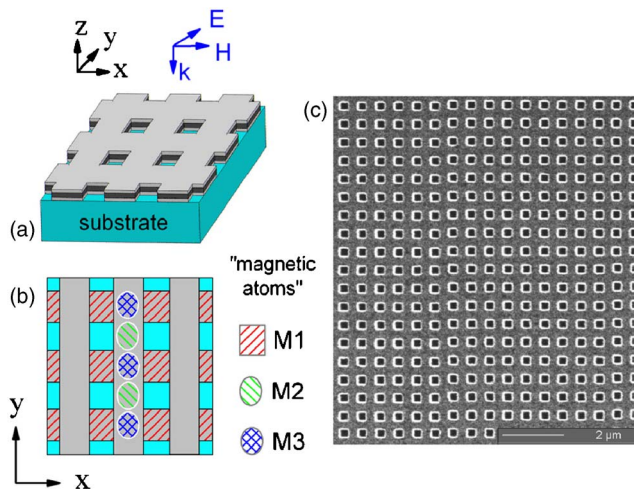 z
y
x
E
H
k
substrate
(a)
(b)
y
x
"magnetic
atoms"
M1
M2
M3
(c)
2 μm